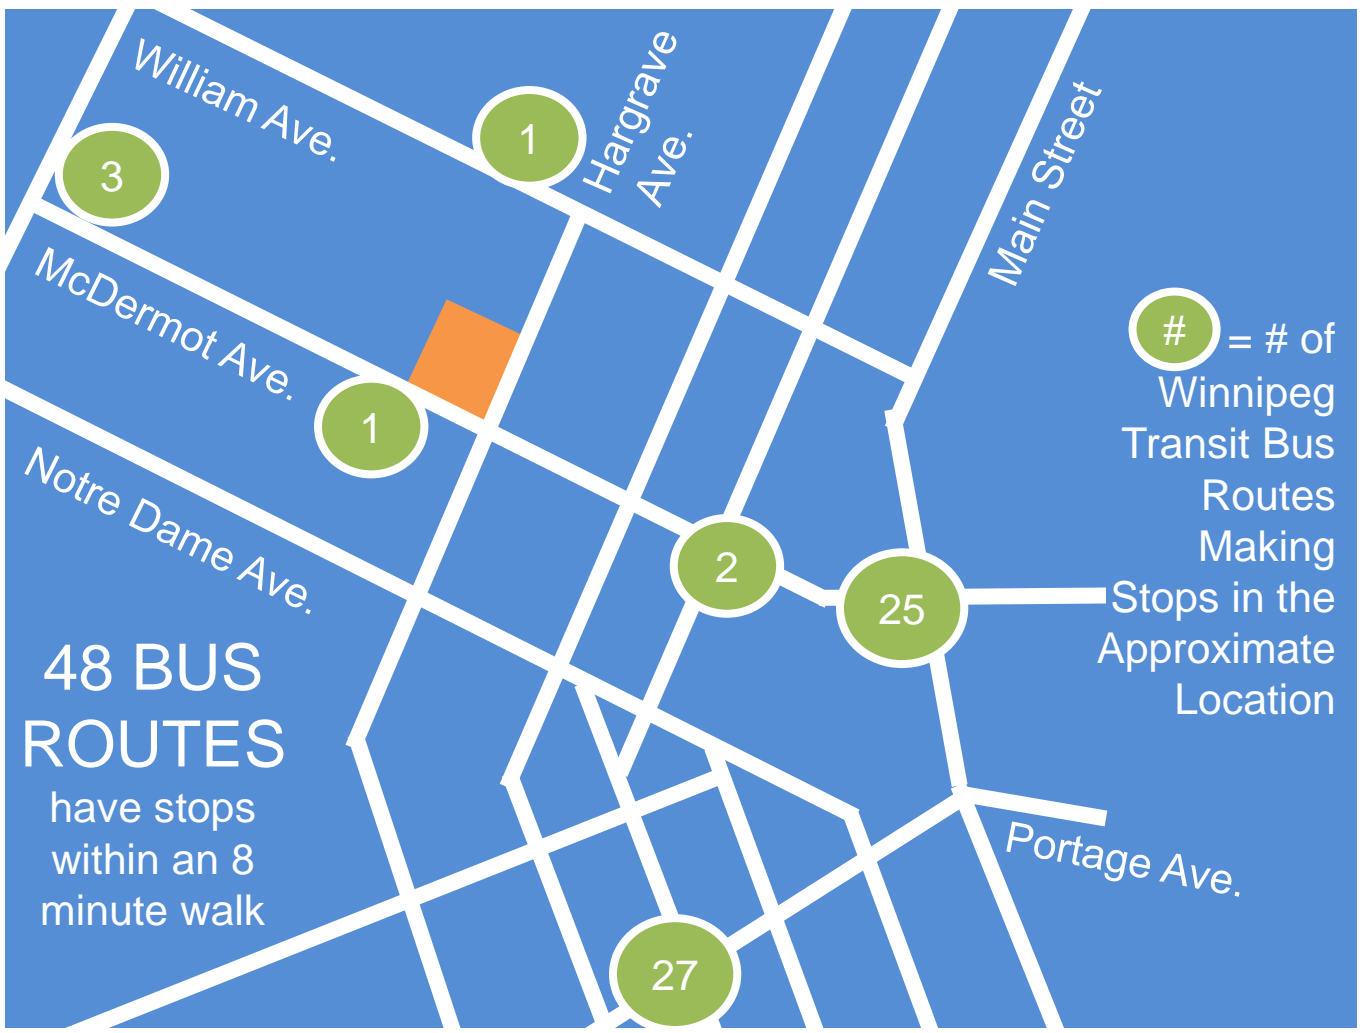 William Ave.
1
Hargrave
Ave.
3
Main Street
McDermot Ave.
1
# = # of
Winnipeg
Transit Bus
Routes
Making
Stops in the
Approximate
Location
Notre Dame Ave.
2
25
48 BUS
ROUTES
have stops
within an 8
minute walk
Portage Ave.
27